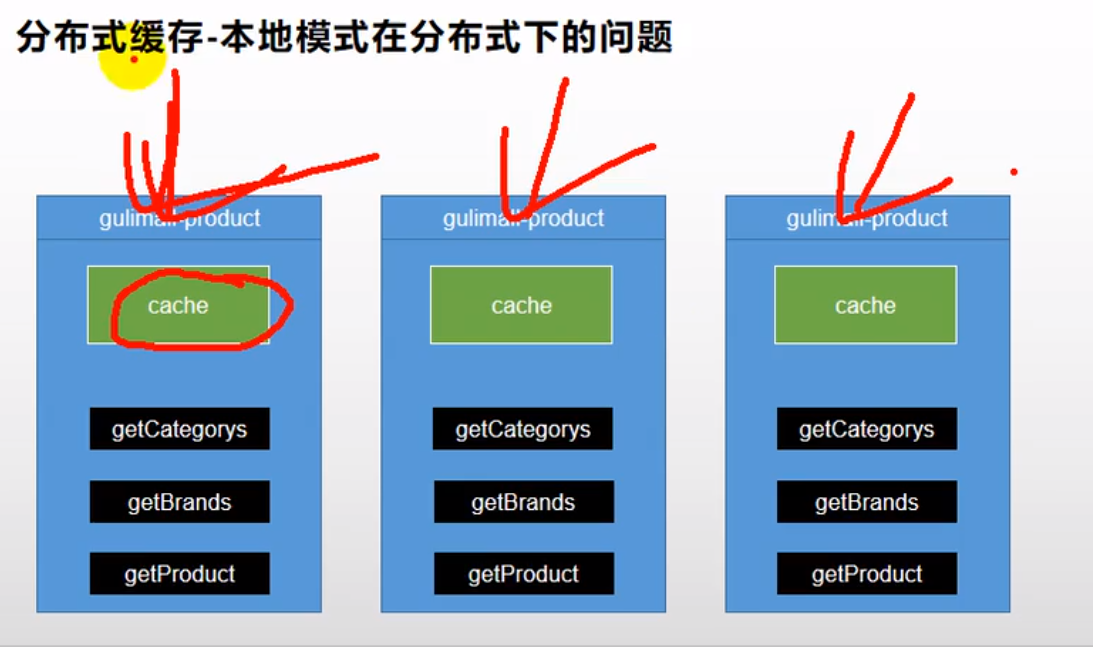 分布式缓存-本地模式在分布式下的问题
gulimall-product
gulimall-product
gulimall-product
cache
cache
cache
getCategorys
getCategorys
getCategorys
getBrands
getBrands
getBrands
getProduct
getProduct
getProduct